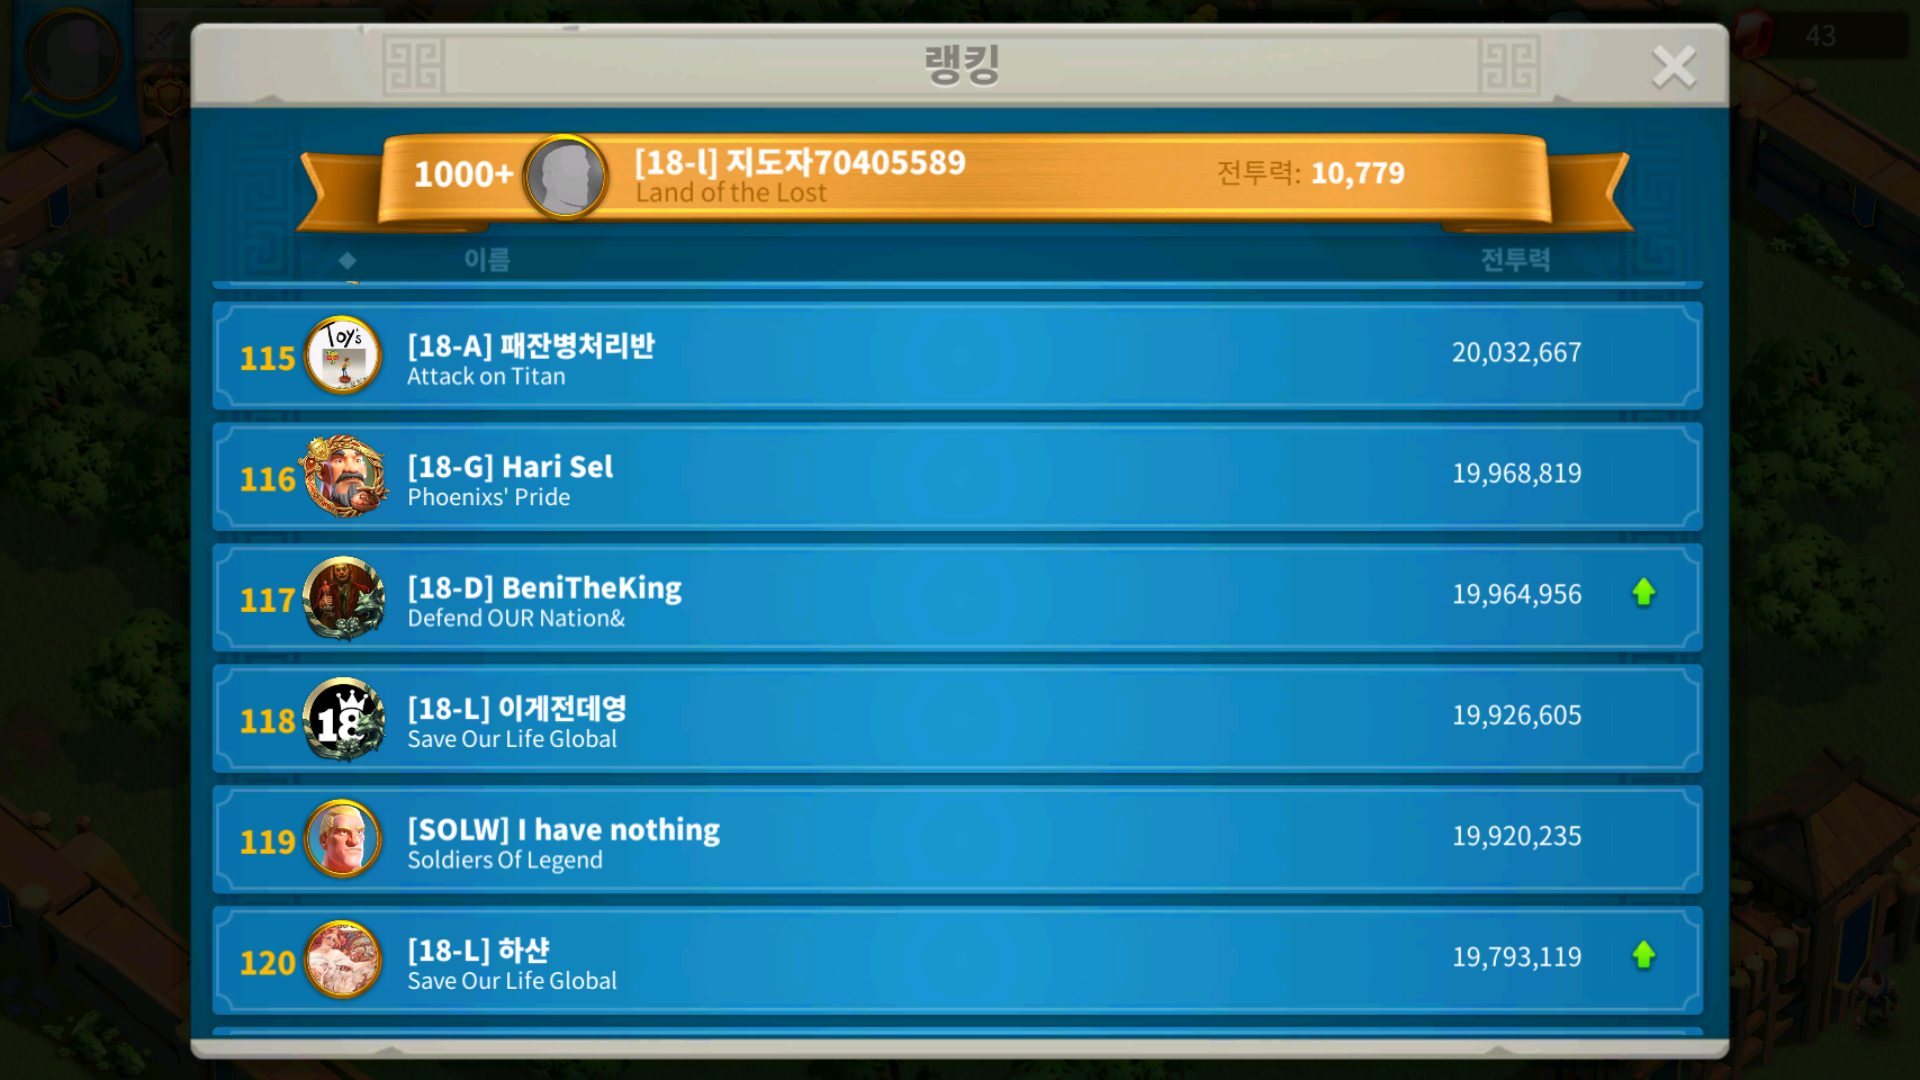 43
랭킹
1000+
[18-l] 지도자70405589
Land of the Lost
전투력: 10,779
이름
전투력
115
Toy's
[18-A] 패잔병처리반
Attack on Titan
20,032,667
116
[18-G] Hari Sel
Phoenixs' Pride
19,968,819
117
[18-D] BeniTheKing
Defend OUR Nation&
19,964,956
118
18
[18-L] 이게전데영
Save Our Life Global
19,926,605
119
[SOLW] I have nothing
Soldiers Of Legend
19,920,235
120
[18-L] 하샨
Save Our Life Global
19,793,119